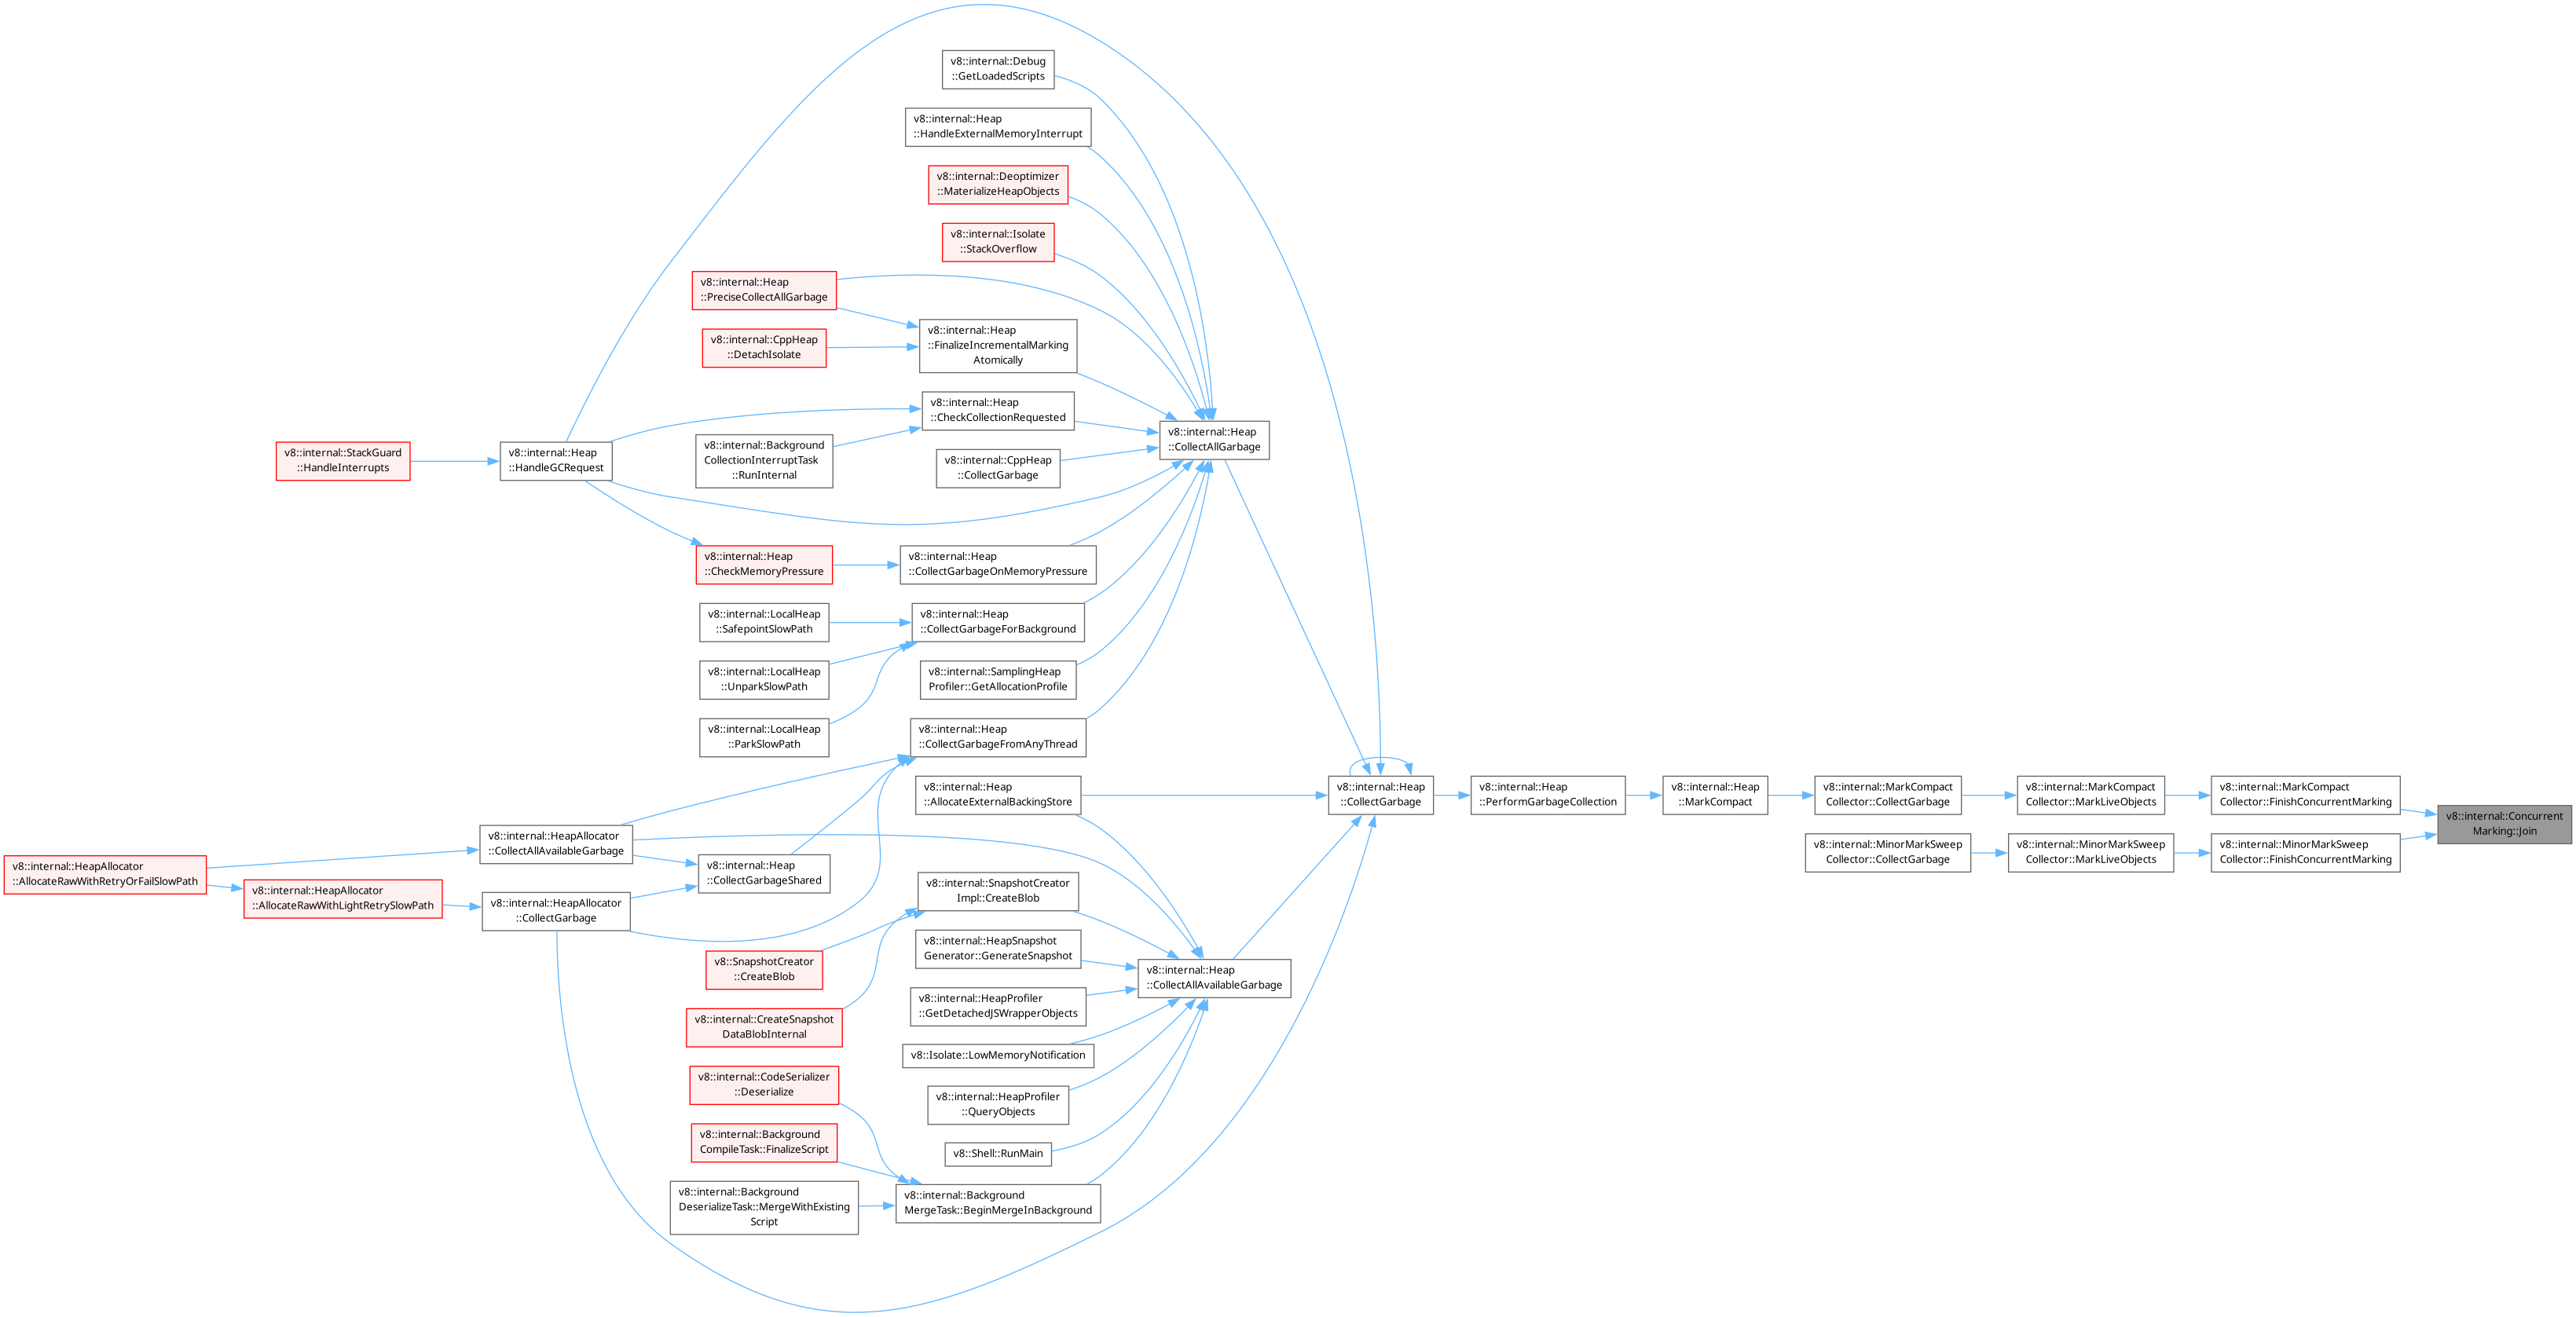 v8::internal::Debug
::GetLoadedScripts
v8::internal::Heap
::HandleExternalMemoryInterrupt
v8::internal::Deoptimizer
::MaterializeHeapObjects
v8::internal::Isolate
::StackOverflow
v8::internal::Heap
::PreciseCollectAllGarbage
v8::internal::Heap
::FinalizeIncrementalMarking
Atomically
v8::internal::CppHeap
::DetachIsolate
v8::internal::Heap
::CheckCollectionRequested
v8::internal::Heap
::CollectAllGarbage
v8::internal::StackGuard
::HandleInterrupts
v8::internal::Heap
::HandleGCRequest
v8::internal::Background
CollectionInterruptTask
::RunInternal
v8::internal::CppHeap
::CollectGarbage
v8::internal::Heap
::CheckMemoryPressure
v8::internal::Heap
::CollectGarbageOnMemoryPressure
v8::internal::LocalHeap
::SafepointSlowPath
v8::internal::Heap
::CollectGarbageForBackground
v8::internal::LocalHeap
::UnparkSlowPath
v8::internal::SamplingHeap
Profiler::GetAllocationProfile
v8::internal::LocalHeap
::ParkSlowPath
v8::internal::Heap
::CollectGarbageFromAnyThread
v8::internal::Heap
::AllocateExternalBackingStore
v8::internal::Heap
::CollectGarbage
v8::internal::Heap
::PerformGarbageCollection
v8::internal::Heap
::MarkCompact
v8::internal::MarkCompact
Collector::CollectGarbage
v8::internal::MarkCompact
Collector::MarkLiveObjects
v8::internal::MarkCompact
Collector::FinishConcurrentMarking
v8::internal::Concurrent
Marking::Join
v8::internal::MinorMarkSweep
Collector::CollectGarbage
v8::internal::MinorMarkSweep
Collector::MarkLiveObjects
v8::internal::MinorMarkSweep
Collector::FinishConcurrentMarking
v8::internal::HeapAllocator
::CollectAllAvailableGarbage
v8::internal::HeapAllocator
::AllocateRawWithRetryOrFailSlowPath
v8::internal::HeapAllocator
::AllocateRawWithLightRetrySlowPath
v8::internal::HeapAllocator
::CollectGarbage
v8::internal::Heap
::CollectGarbageShared
v8::internal::SnapshotCreator
Impl::CreateBlob
v8::internal::HeapSnapshot
Generator::GenerateSnapshot
v8::SnapshotCreator
::CreateBlob
v8::internal::Heap
::CollectAllAvailableGarbage
v8::internal::HeapProfiler
::GetDetachedJSWrapperObjects
v8::internal::CreateSnapshot
DataBlobInternal
v8::Isolate::LowMemoryNotification
v8::internal::CodeSerializer
::Deserialize
v8::internal::HeapProfiler
::QueryObjects
v8::internal::Background
CompileTask::FinalizeScript
v8::Shell::RunMain
v8::internal::Background
DeserializeTask::MergeWithExisting
Script
v8::internal::Background
MergeTask::BeginMergeInBackground